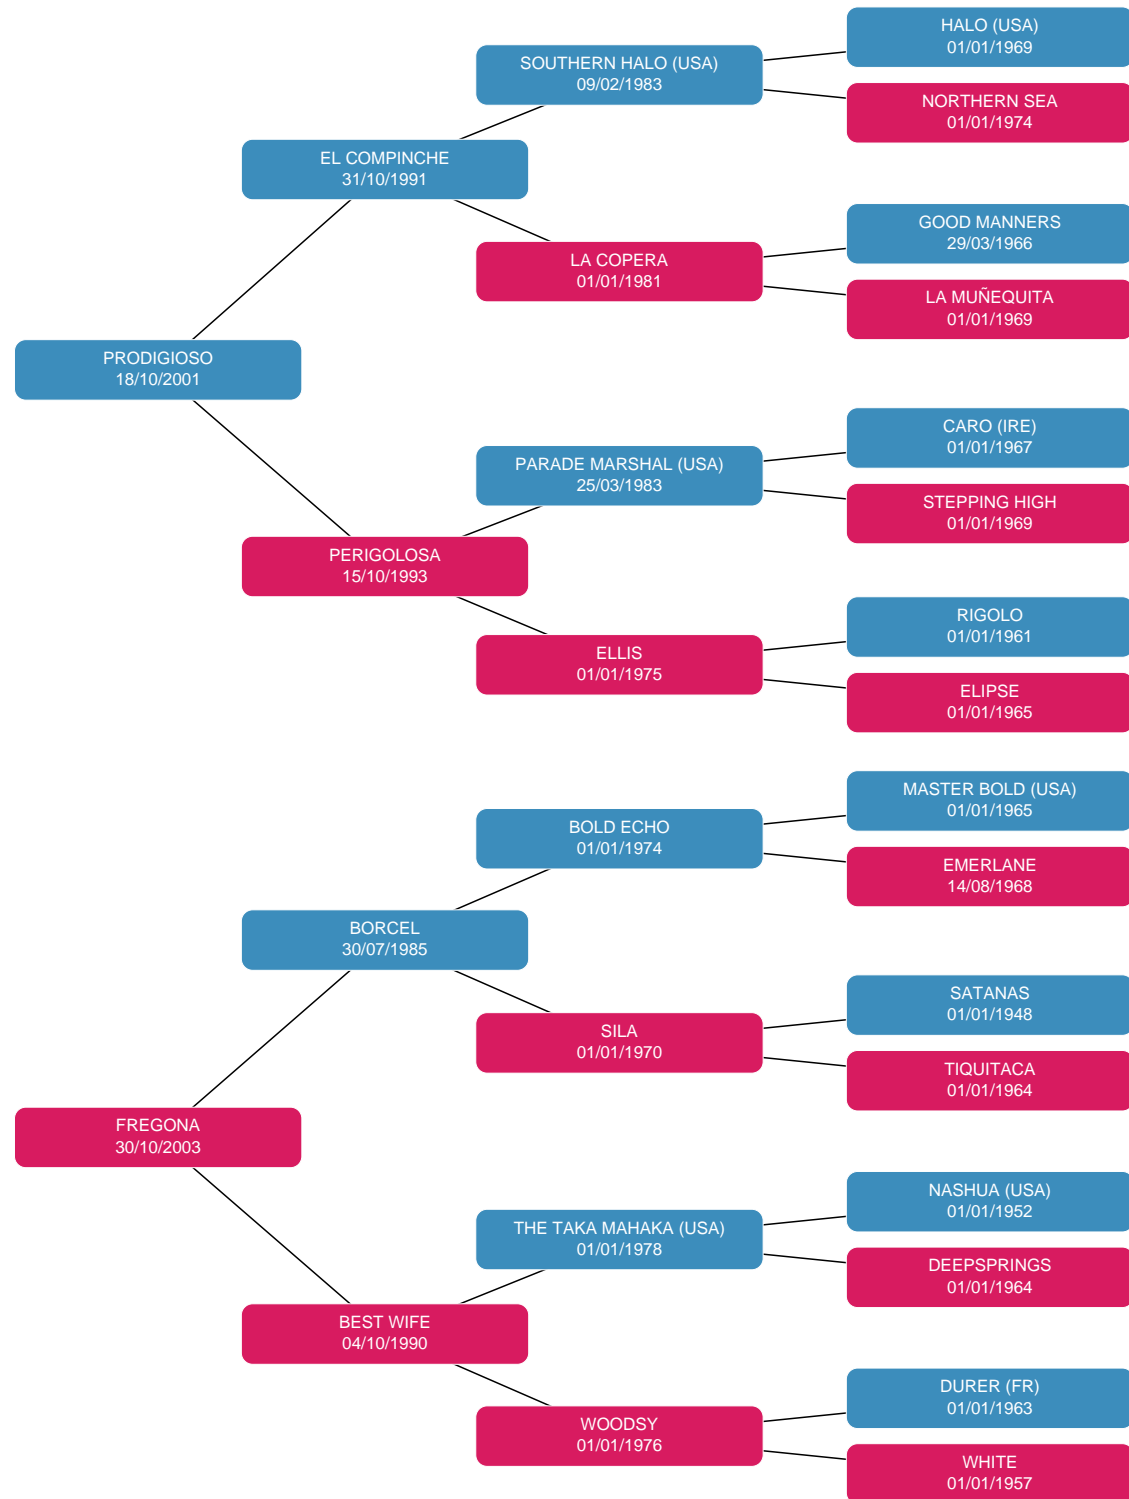 HALO (USA)
01/01/1969
SOUTHERN HALO (USA)
09/02/1983
NORTHERN SEA
01/01/1974
EL COMPINCHE
31/10/1991
GOOD MANNERS
29/03/1966
LA COPERA
01/01/1981
LA MUÑEQUITA
01/01/1969
PRODIGIOSO
18/10/2001
CARO (IRE)
01/01/1967
PARADE MARSHAL (USA)
25/03/1983
STEPPING HIGH
01/01/1969
PERIGOLOSA
15/10/1993
RIGOLO
01/01/1961
ELLIS
01/01/1975
ELIPSE
01/01/1965
MASTER BOLD (USA)
01/01/1965
BOLD ECHO
01/01/1974
EMERLANE
14/08/1968
BORCEL
30/07/1985
SATANAS
01/01/1948
SILA
01/01/1970
TIQUITACA
01/01/1964
FREGONA
30/10/2003
NASHUA (USA)
01/01/1952
THE TAKA MAHAKA (USA)
01/01/1978
DEEPSPRINGS
01/01/1964
BEST WIFE
04/10/1990
DURER (FR)
01/01/1963
WOODSY
01/01/1976
WHITE
01/01/1957